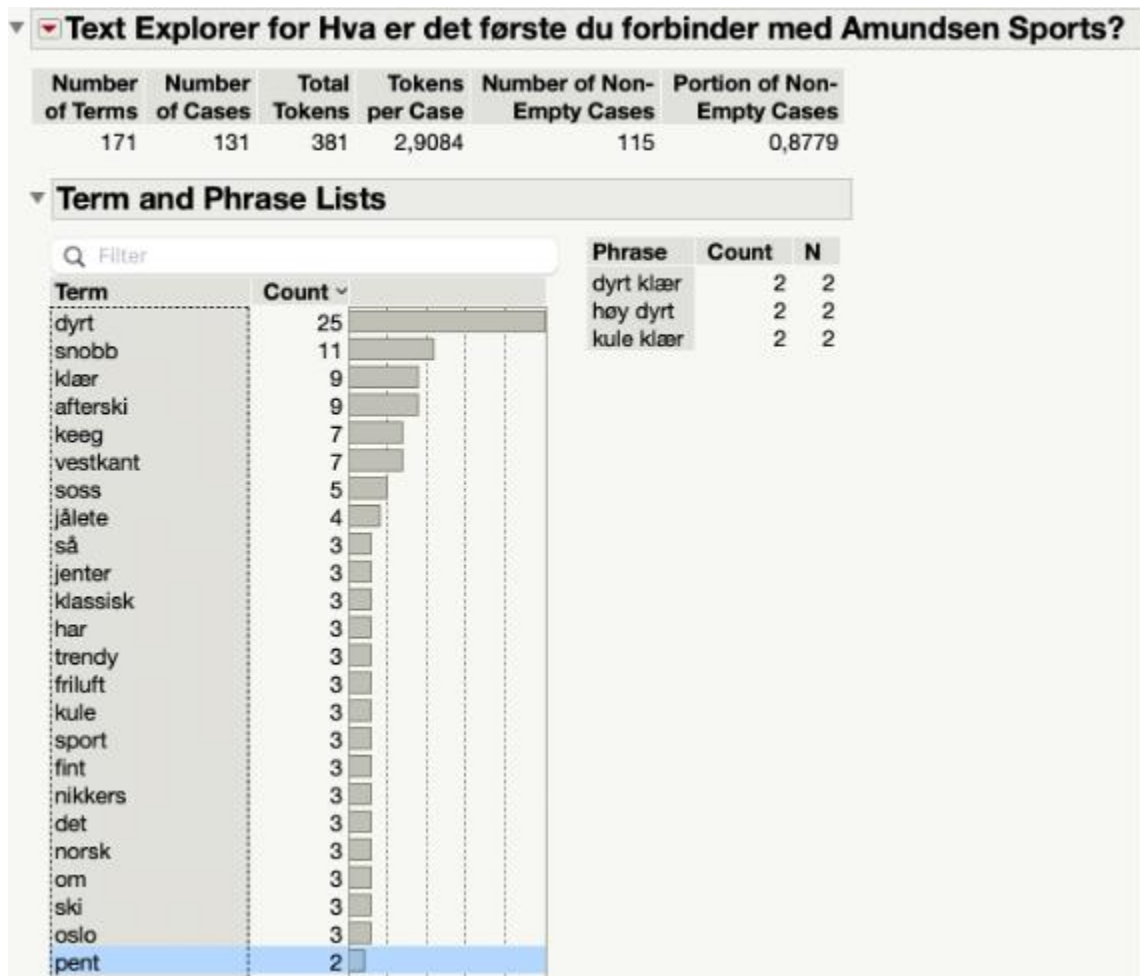 Text Explorer for Hva er det første du forbinder med Amundsen Sports?
Number of Terms Number of Cases Total Tokens Tokens per Case Number of Non-Empty Cases Portion of Non-Empty Cases
171 131 381 2,9084 115 0,8779
Term and Phrase Lists
Filter
Term Count
dyrt 25
snobb 11
klær 9
afterski 9
keeg 7
vestkant 7
soss 5
jålete 4
så 3
jenter 3
klassisk 3
har 3
trendy 3
friluft 3
kule 3
sport 3
fint 3
nikkers 3
det 3
norsk 3
om 3
ski 3
oslo 3
pent 2
Phrase Count N
dyrt klær 2 2
høy dyrt 2 2
kule klær 2 2